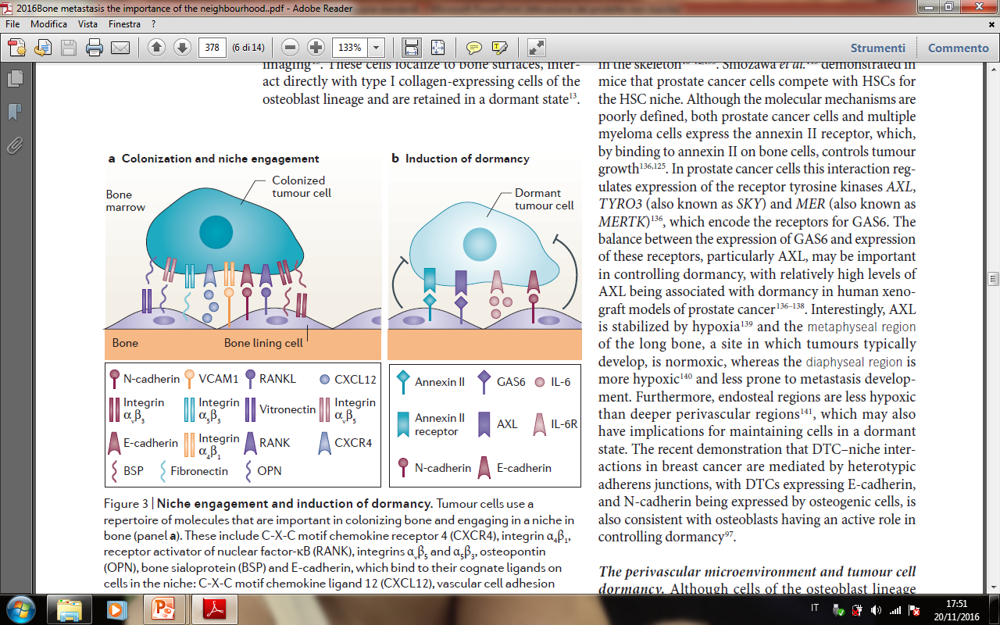 2016Bone metastasis the importance of the neighbourhood..pdf - Adobe Reader
File Modifica Vista Finestra ?
378 (6 di 14) 133% Strumenti Commento
imaging. These cells localize to bone surfaces, inter-
act directly with type I collagen-expressing cells of the
osteoblast lineage and are retained in a dormant state13.
a Colonization and niche engagement
Bone
marrow
Colonized
tumour cell
Bone
Bone lining cell
N-cadherin VCAM1 RANKL CXCL12
Integrin αvβ3 Integrin α5β3 Vitronectin Integrin αvβ5
E-cadherin Integrin α4β1 RANK CXCR4
BSP Fibronectin OPN
b Induction of dormancy
Dormant
tumour cell
Annexin II GAS6 IL-6
Annexin II receptor AXL IL-6R
N-cadherin E-cadherin
Figure 3 | Niche engagement and induction of dormancy. Tumour cells use a
repertoire of molecules that are important in colonizing bone and engaging in a niche in
bone (panel a). These include C-X-C motif chemokine receptor 4 (CXCR4), integrin α4β1,
receptor activator of nuclear factor-κB (RANK), integrins αvβ5 and α5β3, osteopontin
(OPN), bone sialoprotein (BSP) and E-cadherin, which bind to their cognate ligands on
cells in the niche: C-X-C motif chemokine ligand 12 (CXCL12), vascular cell adhesion
in the skeleton. Shiozawa et al. demonstrated in
mice that prostate cancer cells compete with HSCs for
the HSC niche. Although the molecular mechanisms are
poorly defined, both prostate cancer cells and multiple
myeloma cells express the annexin II receptor, which,
by binding to annexin II on bone cells, controls tumour
growth136,125. In prostate cancer cells this interaction reg-
ulates expression of the receptor tyrosine kinases AXL,
TYRO3 (also known as SKY) and MER (also known as
MERTK)136, which encode the receptors for GAS6. The
balance between the expression of GAS6 and expression
of these receptors, particularly AXL, may be important
in controlling dormancy, with relatively high levels of
AXL being associated with dormancy in human xeno-
graft models of prostate cancer136–138. Interestingly, AXL
is stabilized by hypoxia139 and the metaphyseal region
of the long bone, a site in which tumours typically
develop, is normoxic, whereas the diaphyseal region is
more hypoxic140 and less prone to metastasis develop-
ment. Furthermore, endosteal regions are less hypoxic
than deeper perivascular regions141, which may also
have implications for maintaining cells in a dormant
state. The recent demonstration that DTC–niche inter-
actions in breast cancer are mediated by heterotypic
adherens junctions, with DTCs expressing E-cadherin,
and N-cadherin being expressed by osteogenic cells, is
also consistent with osteoblasts having an active role in
controlling dormancy97.
The perivascular microenvironment and tumour cell
dormancy. Although cells of the osteoblast lineage
IT
17:51
20/11/2016